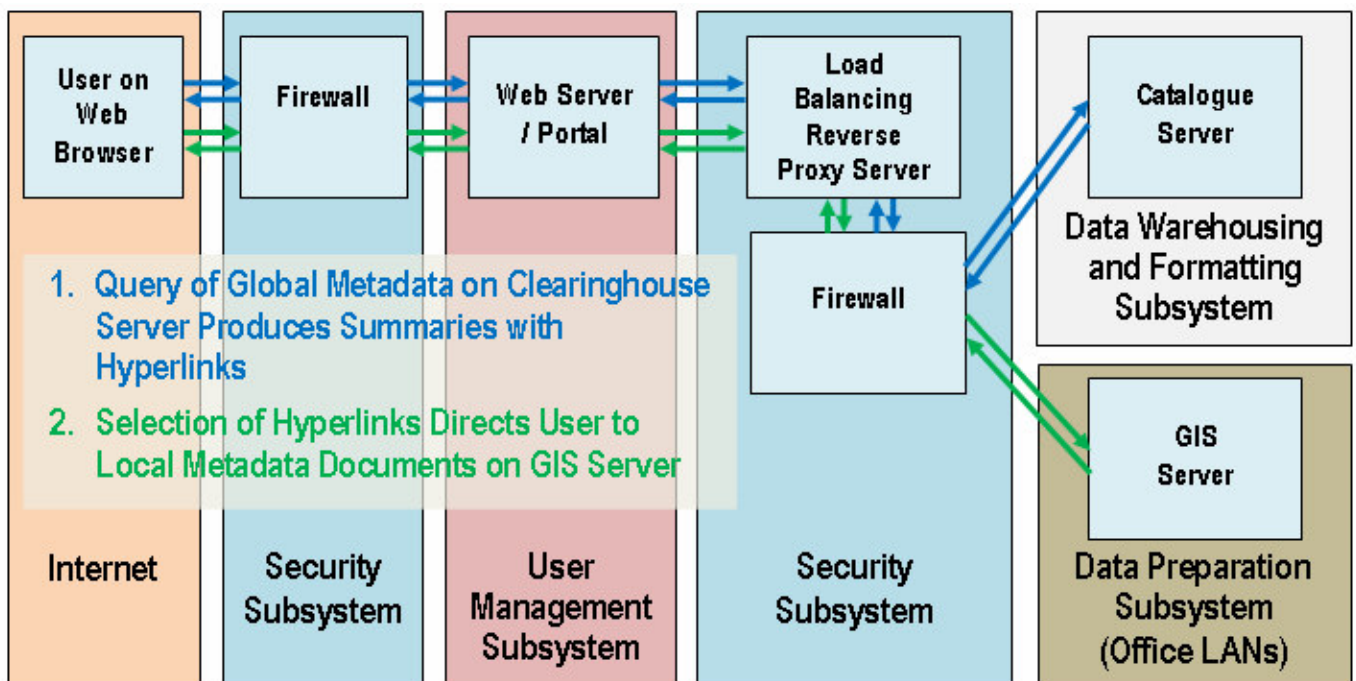 User on
Web
Browser
Firewall
Web Server
/ Portal
Load
Balancing
Reverse
Proxy Server
Catalogue
Server
Data Warehousing
and Formatting
Subsystem
Firewall
1. Query of Global Metadata on Clearinghouse
Server Produces Summaries with
Hyperlinks
2. Selection of Hyperlinks Directs User to
Local Metadata Documents on GIS Server
GIS
Server
Internet
Security
Subsystem
User
Management
Subsystem
Security
Subsystem
Data Preparation
Subsystem
(Office LANs)